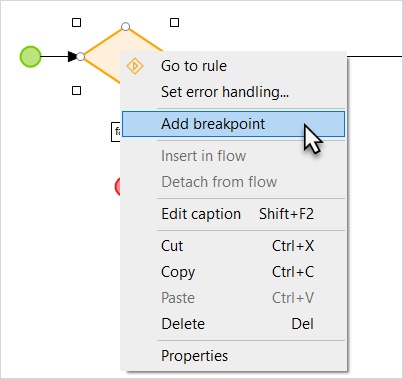 Go to rule
Set error handling...
Add breakpoint
Insert in flow
Detach from flow
Edit caption Shift+F2
Cut Ctrl+X
Copy Ctrl+C
Paste Ctrl+V
Delete Del
Properties